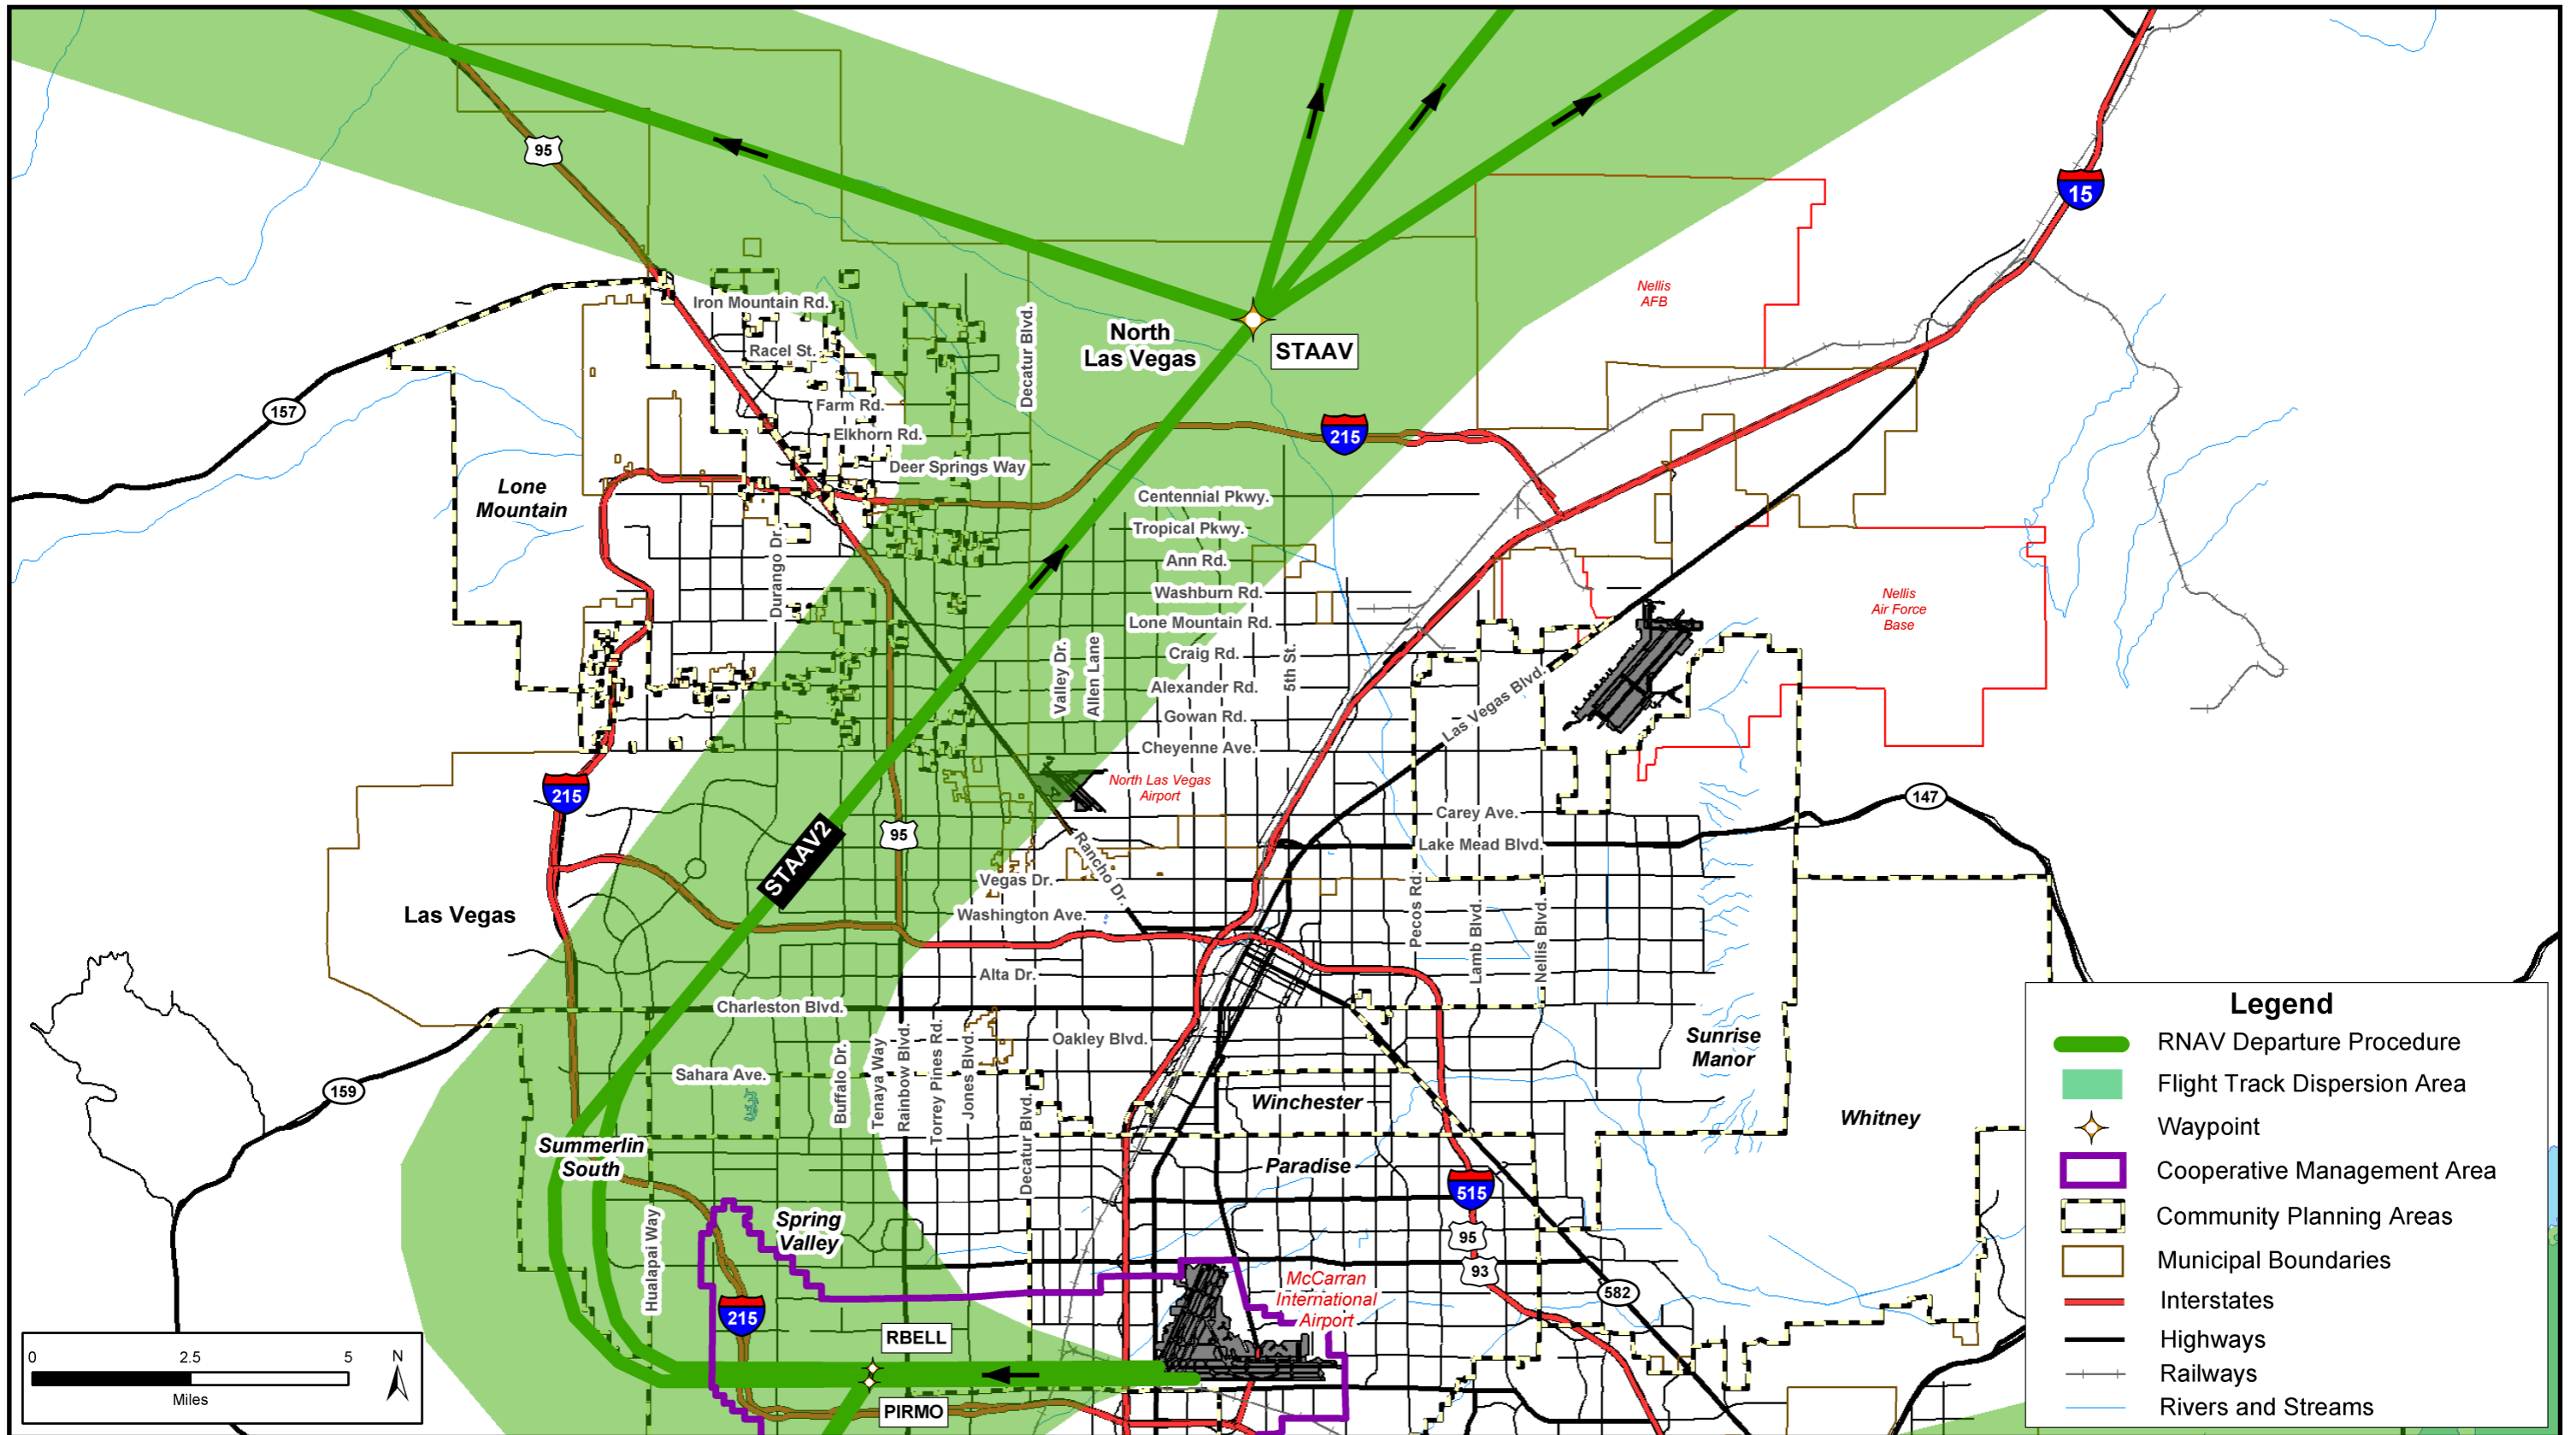 95
15
Nellis
AFB
Iron Mountain Rd.
Racel St.
Farm Rd.
Elkhorn Rd.
Deer Springs Way
Decatur Blvd.
North
Las Vegas
STAAV
157
215
Lone
Mountain
Durango Dr.
Centennial Pkwy.
Tropical Pkwy.
Ann Rd.
Washburn Rd.
Lone Mountain Rd.
Craig Rd.
Alexander Rd.
Gowan Rd.
Cheyenne Ave.
Valley Dr.
Allen Lane
5th St.
Nellis
Air Force
Base
Las Vegas Blvd.
North Las Vegas
Airport
215
STAAV2
95
147
Carey Ave.
Lake Mead Blvd.
Rancho Dr.
Vegas Dr.
Washington Ave.
Las Vegas
Alta Dr.
Pecos Rd.
Lamb Blvd.
Nellis Blvd.
Charleston Blvd.
Oakley Blvd.
Sahara Ave.
Buffalo Dr.
Tenaya Way
Rainbow Blvd.
Torrey Pines Rd.
Jones Blvd.
Decatur Blvd.
159
Sunrise
Manor
Winchester
Whitney
Summerlin
South
Paradise
515
95
93
Spring
Valley
Hualapai Way
215
McCarran
International
Airport
582
RBELL
PIRMO
0
2.5
5
Miles
N
Legend
RNAV Departure Procedure
Flight Track Dispersion Area
Waypoint
Cooperative Management Area
Community Planning Areas
Municipal Boundaries
Interstates
Highways
Railways
Rivers and Streams